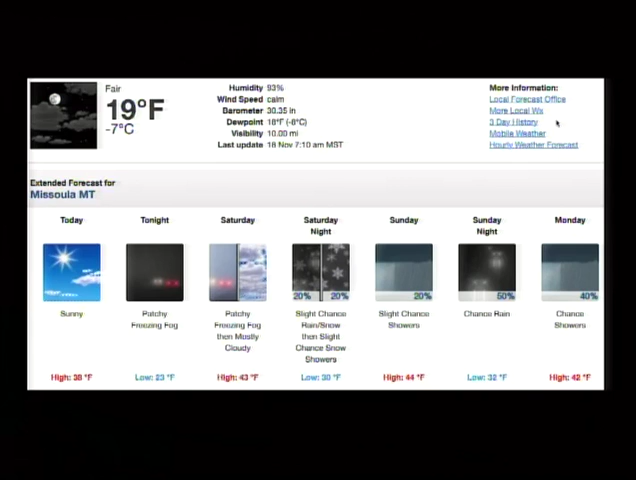 Fair
19°F
-7°C
Humidity 93%
Wind Speed calm
Barometer 30.35 in
Dewpoint 18°F (-8°C)
Visibility 10.00 mi
Last update 18 Nov 7:10 am MST
More Information:
Local Forecast Office
More Local Wx
3 Day History
Mobile Weather
Hourly Weather Forecast
Extended Forecast for
Missoula MT
Today
Sunny
High: 38 °F
Tonight
Patchy
Freezing Fog
Low: 23 °F
Saturday
Patchy
Freezing Fog
then Mostly
Cloudy
High: 43 °F
Saturday
Night
20% 20%
Slight Chance
Rain/Snow
then Slight
Chance Snow
Showers
Low: 30 °F
Sunday
20%
Slight Chance
Showers
High: 44 °F
Sunday
Night
50%
Chance Rain
Low: 32 °F
Monday
40%
Chance
Showers
High: 42 °F